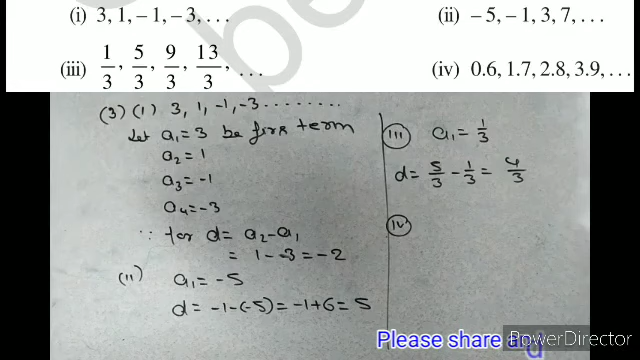 (i) 3, 1, – 1, – 3, . . .
(ii) – 5, – 1, 3, 7, . . .
(iii) 1/3, 5/3, 9/3, 13/3, . . .
(iv) 0.6, 1.7, 2.8, 3.9, . . .
(3) (i) 3, 1, -1, -3 .........
Let a₁ = 3 be firs term
a₂ = 1
a₃ = -1
a₄ = -3
∵ for d = a₂ - a₁
= 1 - 3 = -2
(ii) a₁ = -5
d = -1-(-5) = -1+6 = 5
(iii) a₁ = 1/3
d = 5/3 - 1/3 = 4/3
(iv)
Please share and
PowerDirector